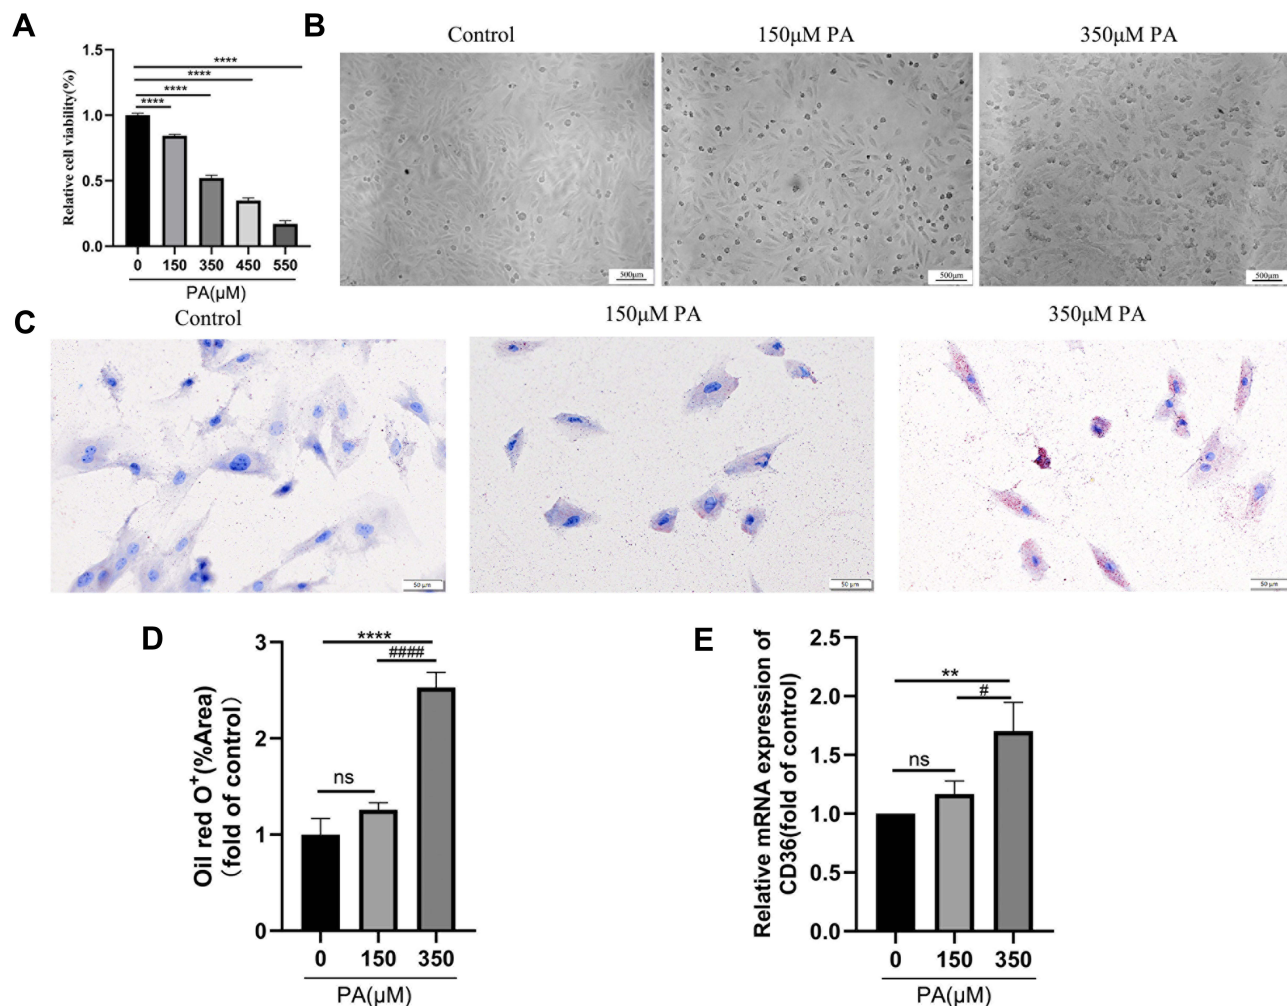 A
Relative cell viability(%)
1.5
1.0
0.5
0.0
****
****
****
****
0 150 350 450 550
PA(μM)
B
Control 150μM PA 350μM PA
500μm 500μm 500μm
C
Control 150μM PA 350μM PA
50 μm 50 μm 50 μm
D
Oil red O⁺(%Area)
(fold of control)
3
2
1
0
****
####
ns
0 150 350
PA(μM)
E
Relative mRNA expression of
CD36(fold of control)
2.5
2.0
1.5
1.0
0.5
0.0
**
#
ns
0 150 350
PA(μM)